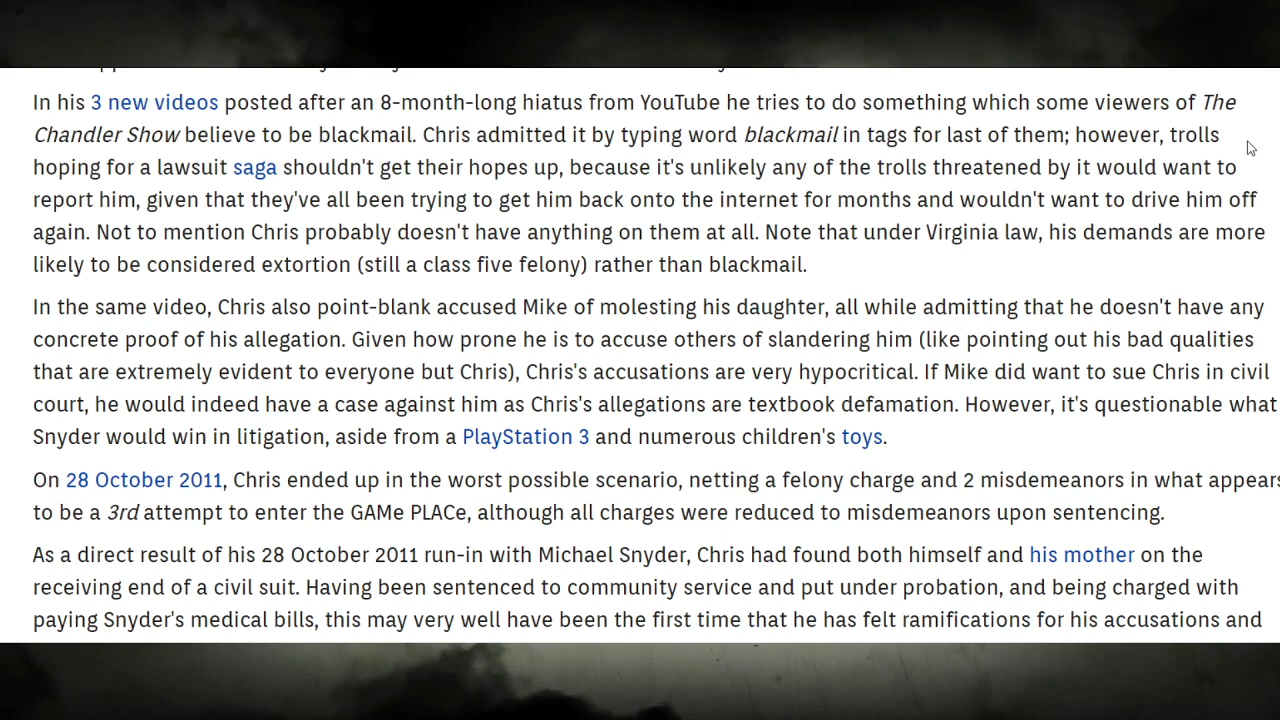 In his 3 new videos posted after an 8-month-long hiatus from YouTube he tries to do something which some viewers of The
Chandler Show believe to be blackmail. Chris admitted it by typing word blackmail in tags for last of them; however, trolls
hoping for a lawsuit saga shouldn't get their hopes up, because it's unlikely any of the trolls threatened by it would want to
report him, given that they've all been trying to get him back onto the internet for months and wouldn't want to drive him off
again. Not to mention Chris probably doesn't have anything on them at all. Note that under Virginia law, his demands are more
likely to be considered extortion (still a class five felony) rather than blackmail.
In the same video, Chris also point-blank accused Mike of molesting his daughter, all while admitting that he doesn't have any
concrete proof of his allegation. Given how prone he is to accuse others of slandering him (like pointing out his bad qualities
that are extremely evident to everyone but Chris), Chris's accusations are very hypocritical. If Mike did want to sue Chris in civil
court, he would indeed have a case against him as Chris's allegations are textbook defamation. However, it's questionable what
Snyder would win in litigation, aside from a PlayStation 3 and numerous children's toys.
On 28 October 2011, Chris ended up in the worst possible scenario, netting a felony charge and 2 misdemeanors in what appears
to be a 3rd attempt to enter the GAMe PLACe, although all charges were reduced to misdemeanors upon sentencing.
As a direct result of his 28 October 2011 run-in with Michael Snyder, Chris had found both himself and his mother on the
receiving end of a civil suit. Having been sentenced to community service and put under probation, and being charged with
paying Snyder's medical bills, this may very well have been the first time that he has felt ramifications for his accusations and